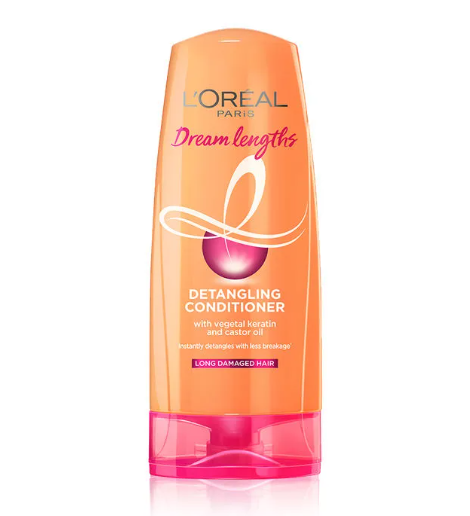 L'ORÉAL
PARIS
Dream lengths
DETANGLING
CONDITIONER
with vegetal keratin
and castor oil
Instantly detangles with less breakage*
LONG DAMAGED HAIR